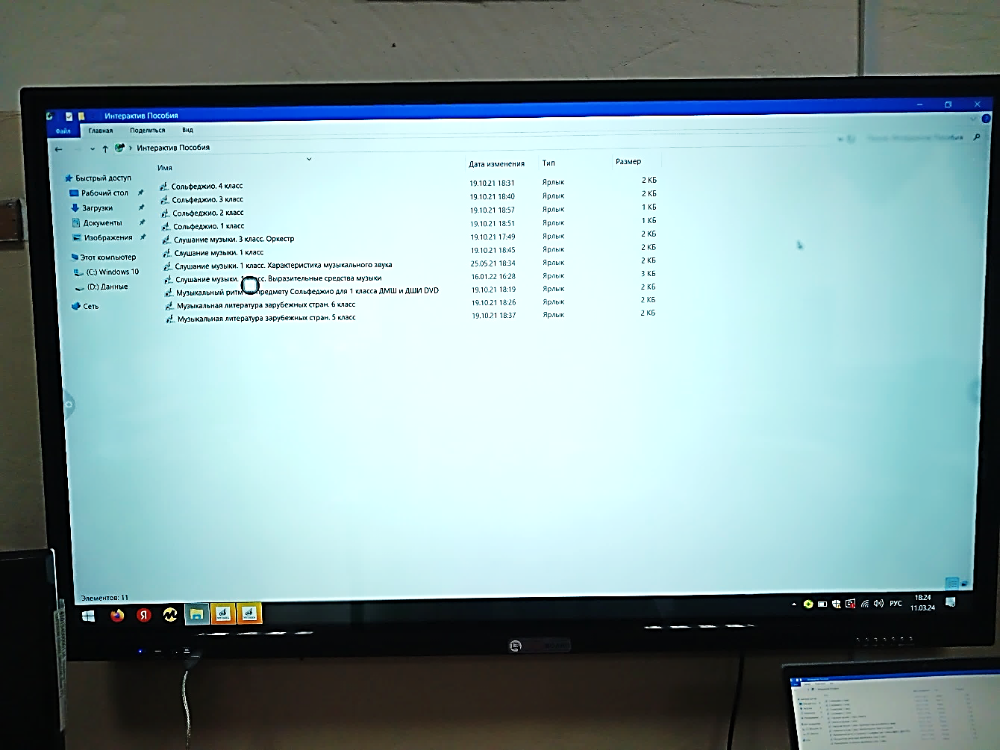 Интерактив Пособия
Файл Главная Поделиться Вид
Интерактив Пособия
Имя Дата изменения Тип Размер
Быстрый доступ
Рабочий стол
Загрузки
Документы
Изображения
Этот компьютер
(C:) Windows 10
(D:) Данные
Сеть
Сольфеджио. 4 класс 19.10.21 18:31 Ярлык 2 КБ
Сольфеджио. 3 класс 19.10.21 18:40 Ярлык 2 КБ
Сольфеджио. 2 класс 19.10.21 18:57 Ярлык 1 КБ
Сольфеджио. 1 класс 19.10.21 18:51 Ярлык 1 КБ
Слушание музыки. 3 класс. Оркестр 19.10.21 17:49 Ярлык 2 КБ
Слушание музыки. 1 класс 19.10.21 18:45 Ярлык 2 КБ
Слушание музыки. 1 класс. Характеристика музыкального звука 25.05.21 18:34 Ярлык 2 КБ
Слушание музыки. 1 класс. Выразительные средства музыки 16.01.22 16:28 Ярлык 3 КБ
Музыкальный ритм предмету Сольфеджио для 1 класса ДМШ и ДШИ DVD 19.10.21 18:19 Ярлык 2 КБ
Музыкальная литература зарубежных стран. 6 класс 19.10.21 18:26 Ярлык 2 КБ
Музыкальная литература зарубежных стран. 5 класс 19.10.21 18:37 Ярлык 2 КБ
Элементов: 11
РУС
18:24
11.03.24